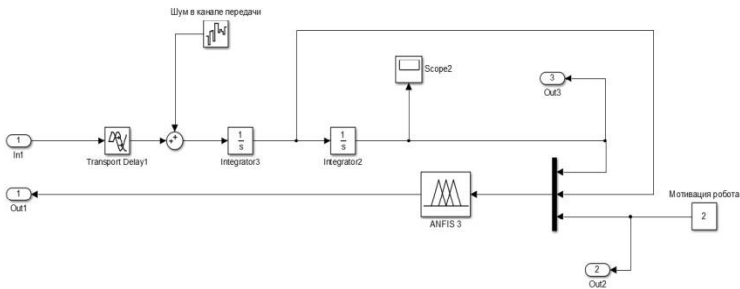 Шум в канале передачи
Scope2
3
Out3
1
In1
Transport Delay1
++
1
s
Integrator3
1
s
Integrator2
1
Out1
ANFIS 3
Мотивация робота
2
2
Out2